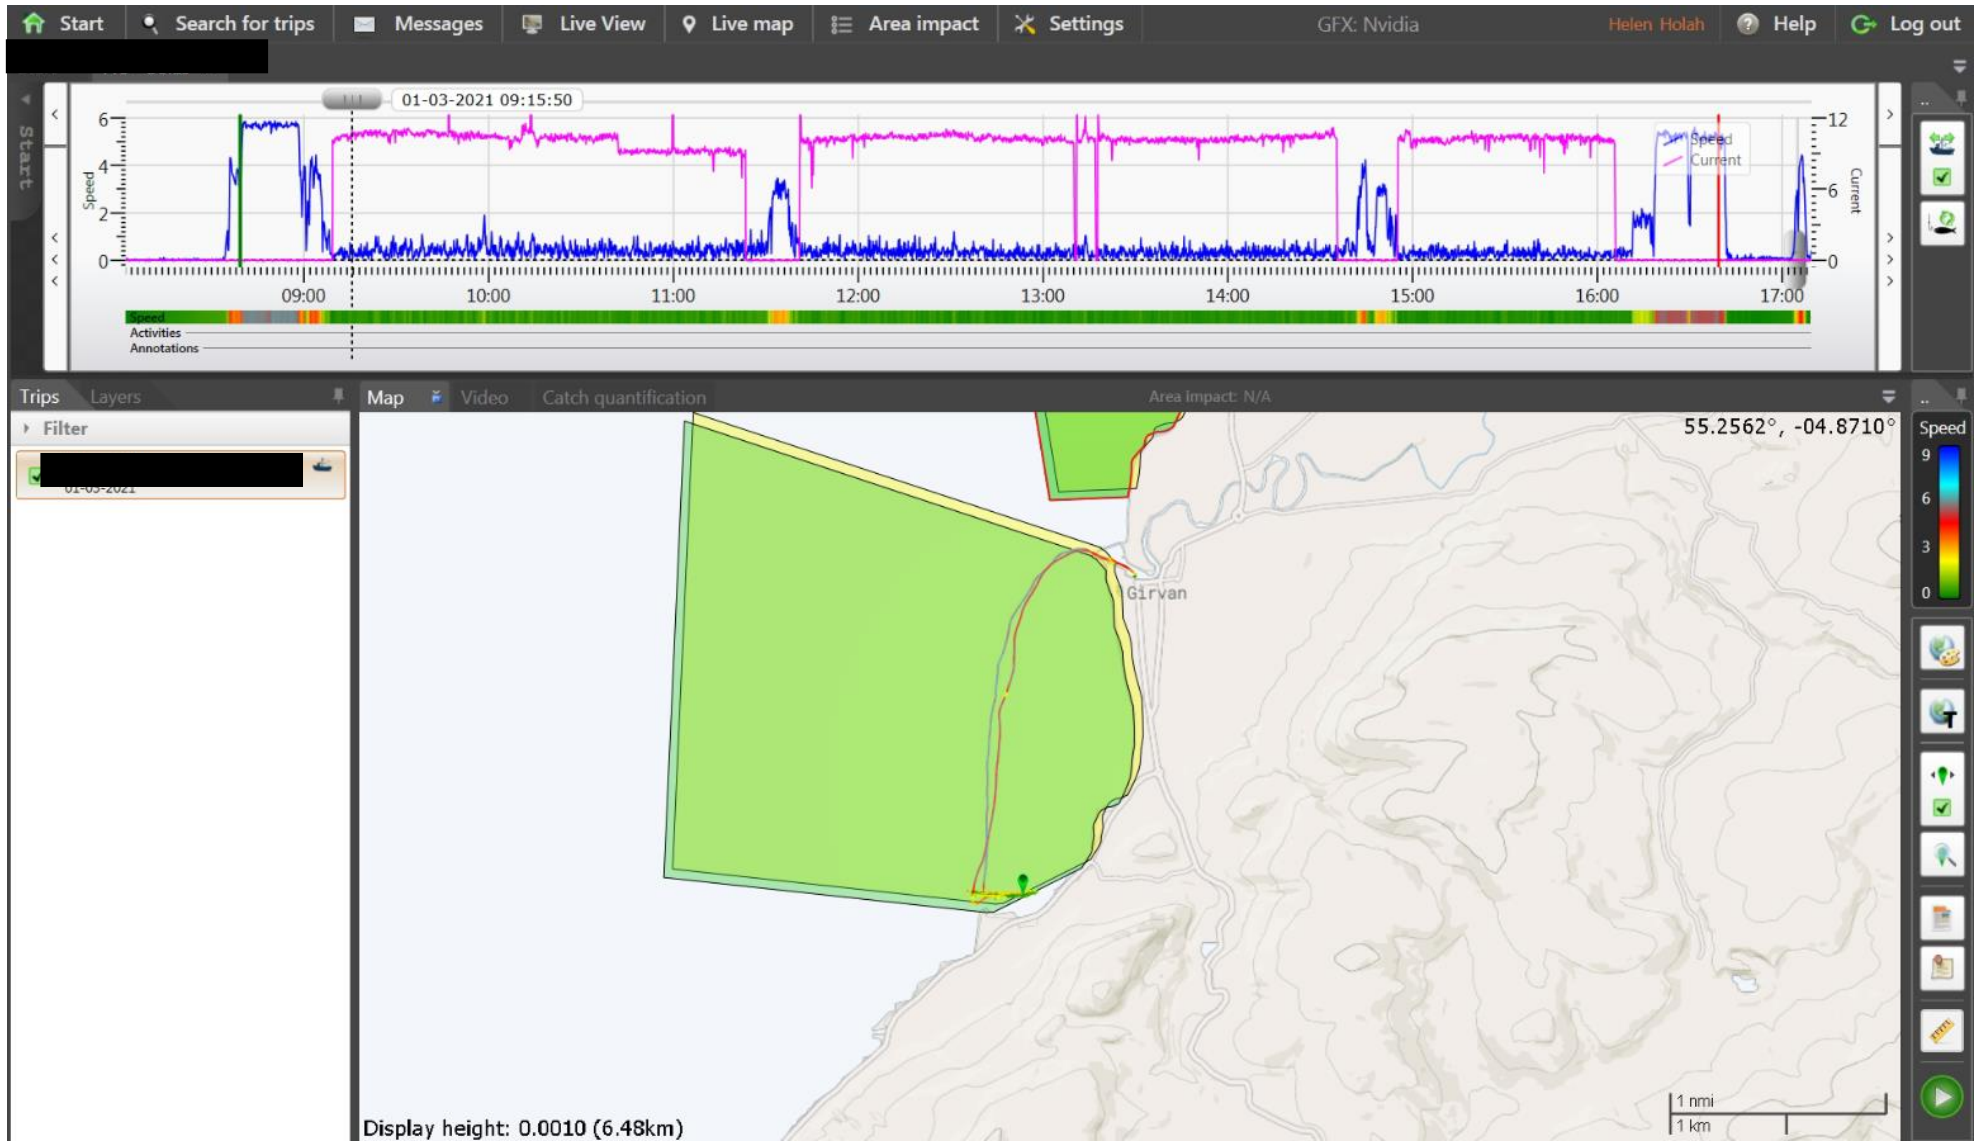 Start Search for trips Messages Live View Live map Area impact Settings GFX: Nvidia Helen Holah Help Log out
Start
01-03-2021 09:15:50
Speed
6
4
2
0
Speed
Current
12
6
0
Current
09:00 10:00 11:00 12:00 13:00 14:00 15:00 16:00 17:00
Speed
Activities
Annotations
Trips Layers
Filter
01-03-2021
Map Video Catch quantification Area impact: N/A
55.2562°, -04.8710°
Girvan
Display height: 0.0010 (6.48km)
1 nmi
1 km
Speed
9
6
3
0
T